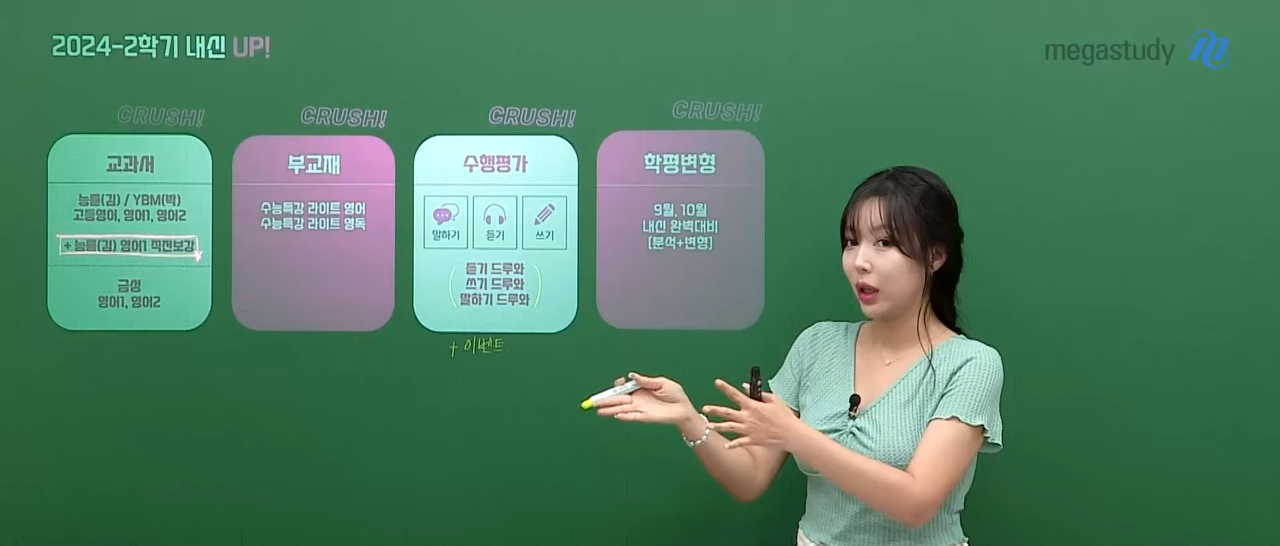 2024-2학기 내신 UP!
megastudy
CRUSH!
교과서
능률(김) / YBM(박)
고등영어, 영어1, 영어2
+ 능률(김) 영어1 직전보강
금성
영어1, 영어2
CRUSH!
부교재
수능특강 라이트 영어
수능특강 라이트 영독
CRUSH!
수행평가
말하기
듣기
쓰기
듣기 드루와
쓰기 드루와
말하기 드루와
+ 이벤트
CRUSH!
학평변형
9월, 10월
내신 완벽대비
[분석+변형]